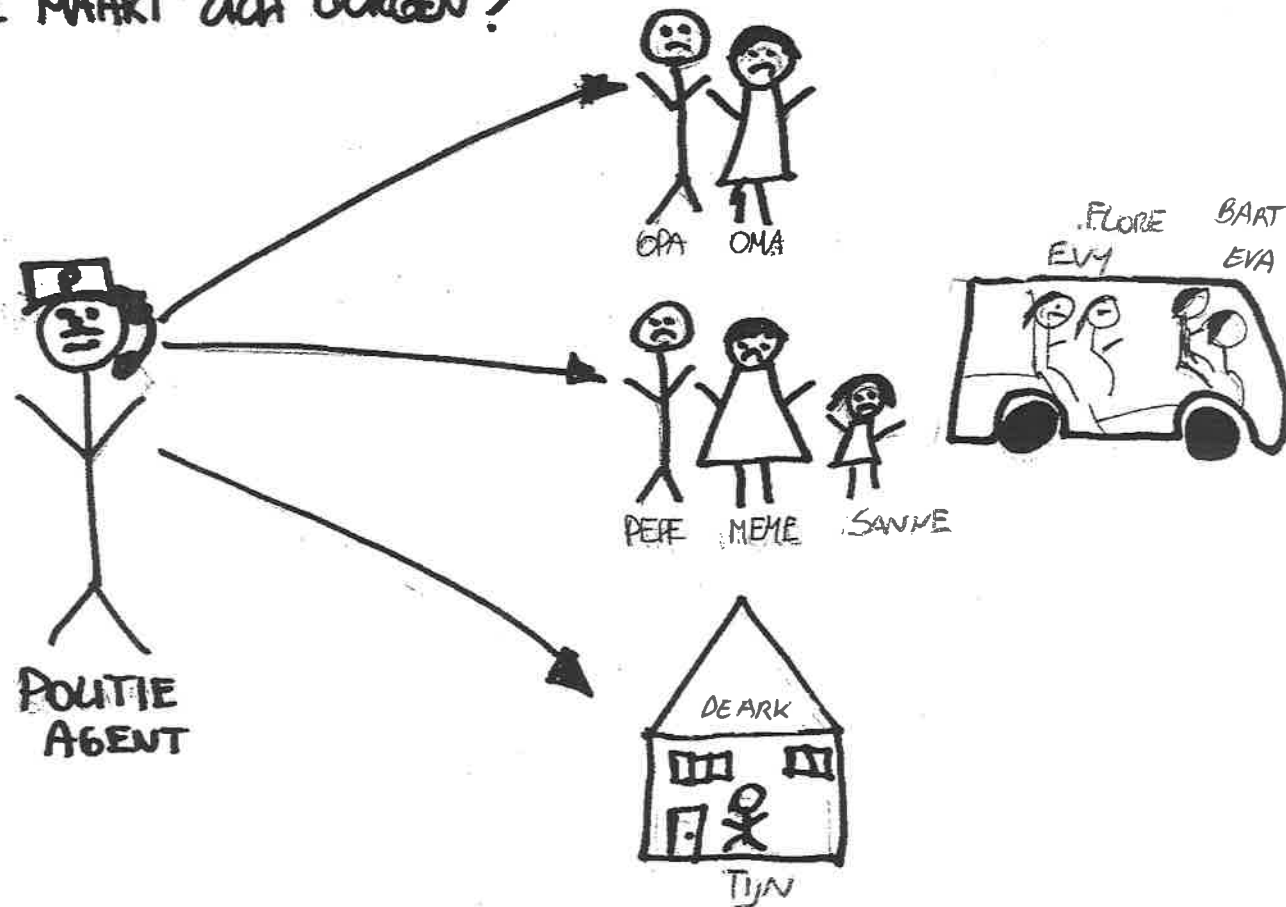 MAAKT ZICH ZORGEN?
OPA OMA
FLORE BART
EVY EVA
P
PEPE MEME SANNE
POLITIE
AGENT
DE ARK
TIJN